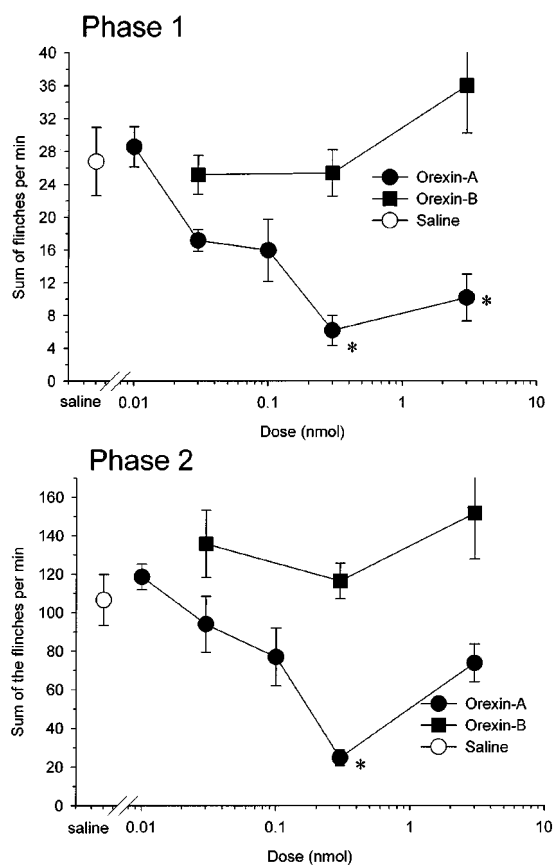 Phase 1
40
36
32
28
24
20
16
12
8
4
0
Sum of flinches per min
Orexin-A
Orexin-B
Saline
*
*
saline 0.01 0.1 1 10
Dose (nmol)
Phase 2
160
140
120
100
80
60
40
20
0
Sum of the flinches per min
Orexin-A
Orexin-B
Saline
*
saline 0.01 0.1 1 10
Dose (nmol)